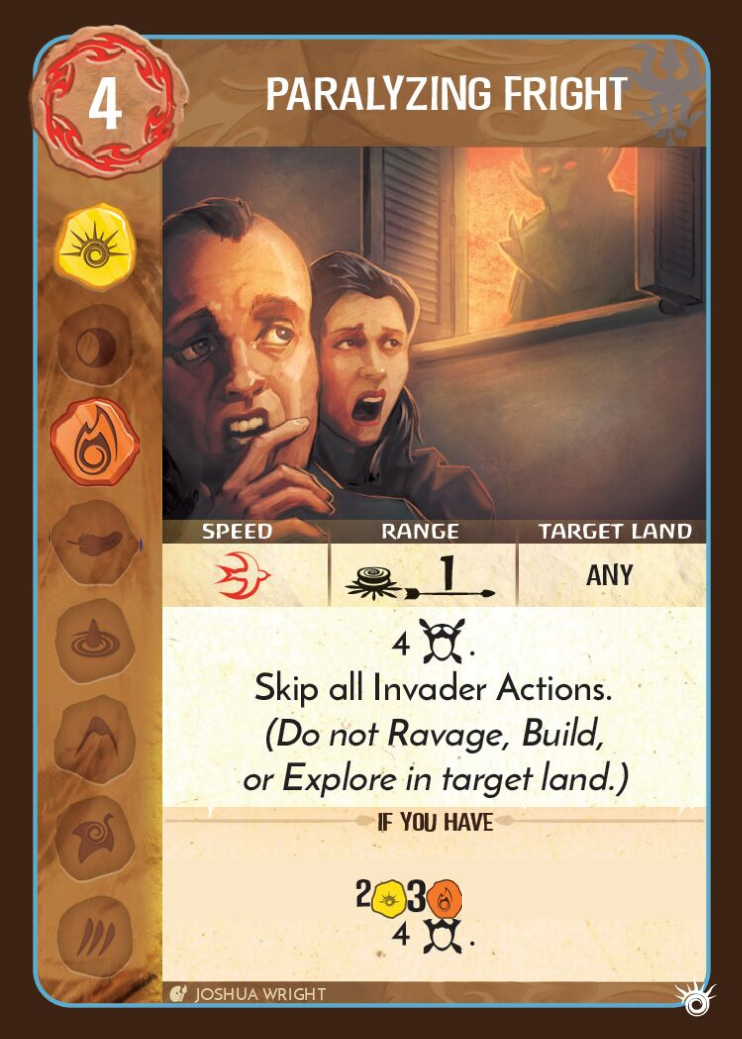 4
PARALYZING FRIGHT
SPEED RANGE TARGET LAND
1 ANY
4 .
Skip all Invader Actions.
(Do not Ravage, Build,
or Explore in target land.)
IF YOU HAVE
2 3
4 .
JOSHUA WRIGHT